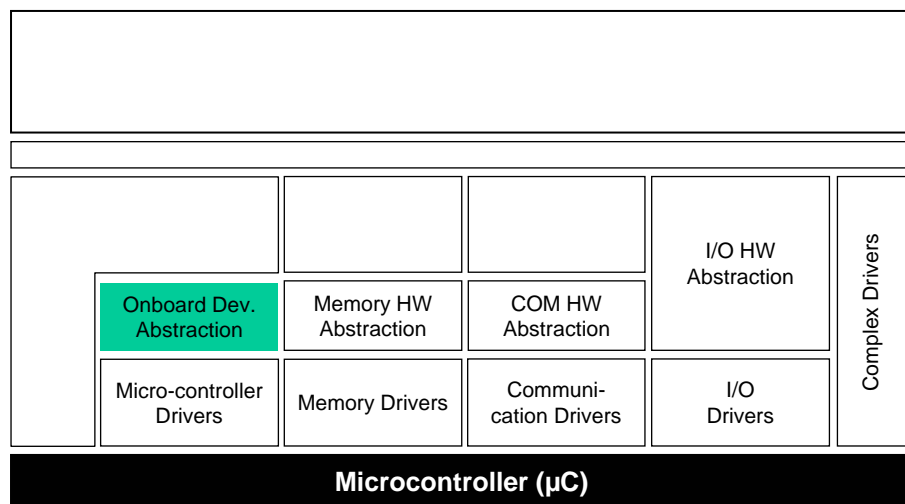 I/O HW
Abstraction
Complex Drivers
Onboard Dev.
Abstraction
Memory HW
Abstraction
COM HW
Abstraction
Micro-controller
Drivers
Memory Drivers
Communi-
cation Drivers
I/O
Drivers
Microcontroller (µC)